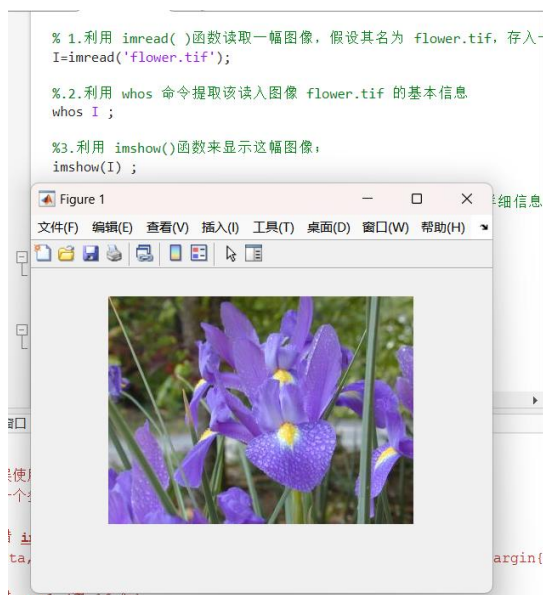 % 1.利用 imread( )函数读取一幅图像，假设其名为 flower.tif，存入一
I=imread('flower.tif');
%.2.利用 whos 命令提取该读入图像 flower.tif 的基本信息
whos I ;
%3.利用 imshow()函数来显示这幅图像；
imshow(I) ;
Figure 1
细信息
文件(F) 编辑(E) 查看(V) 插入(I) 工具(T) 桌面(D) 窗口(W) 帮助(H)
窗口
使用
一个
ta,
argin{